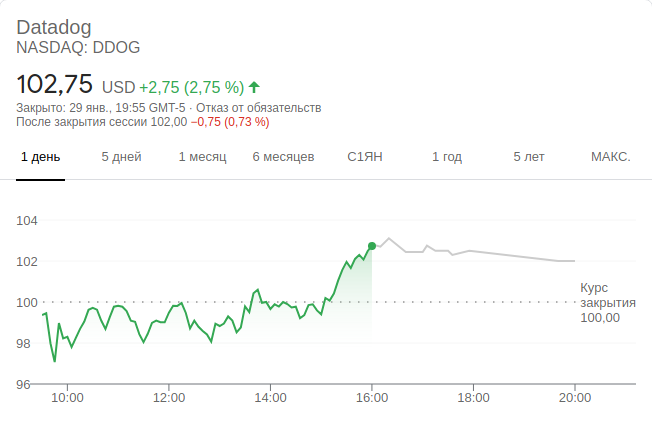 Datadog
NASDAQ: DDOG
102,75 USD +2,75 (2,75 %) ↑
Закрыто: 29 янв., 19:55 GMT-5 · Отказ от обязательств
После закрытия сессии 102,00 −0,75 (0,73 %)
1 день 5 дней 1 месяц 6 месяцев С1ЯН 1 год 5 лет МАКС.
104
102
100
98
96
Курс
закрытия
100,00
10:00 12:00 14:00 16:00 18:00 20:00